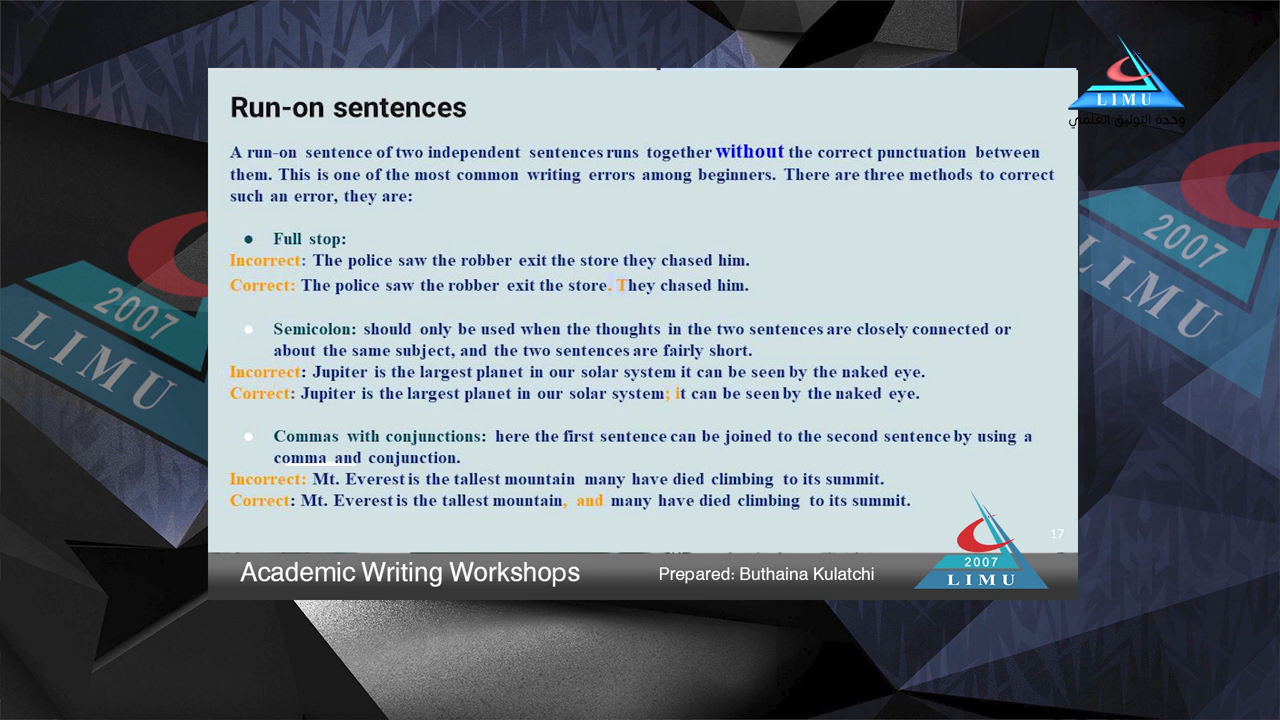 LIMU
وحدة التوثيق العلمي
Run-on sentences
A run-on sentence of two independent sentences runs together without the correct punctuation between
them. This is one of the most common writing errors among beginners. There are three methods to correct
such an error, they are:
● Full stop:
Incorrect: The police saw the robber exit the store they chased him.
Correct: The police saw the robber exit the store. They chased him.
● Semicolon: should only be used when the thoughts in the two sentences are closely connected or
about the same subject, and the two sentences are fairly short.
Incorrect: Jupiter is the largest planet in our solar system it can be seen by the naked eye.
Correct: Jupiter is the largest planet in our solar system; it can be seen by the naked eye.
● Commas with conjunctions: here the first sentence can be joined to the second sentence by using a
comma and conjunction.
Incorrect: Mt. Everest is the tallest mountain many have died climbing to its summit.
Correct: Mt. Everest is the tallest mountain, and many have died climbing to its summit.
17
Academic Writing Workshops
Prepared: Buthaina Kulatchi
2007
LIMU
2007
LIMU
2007
LIMU